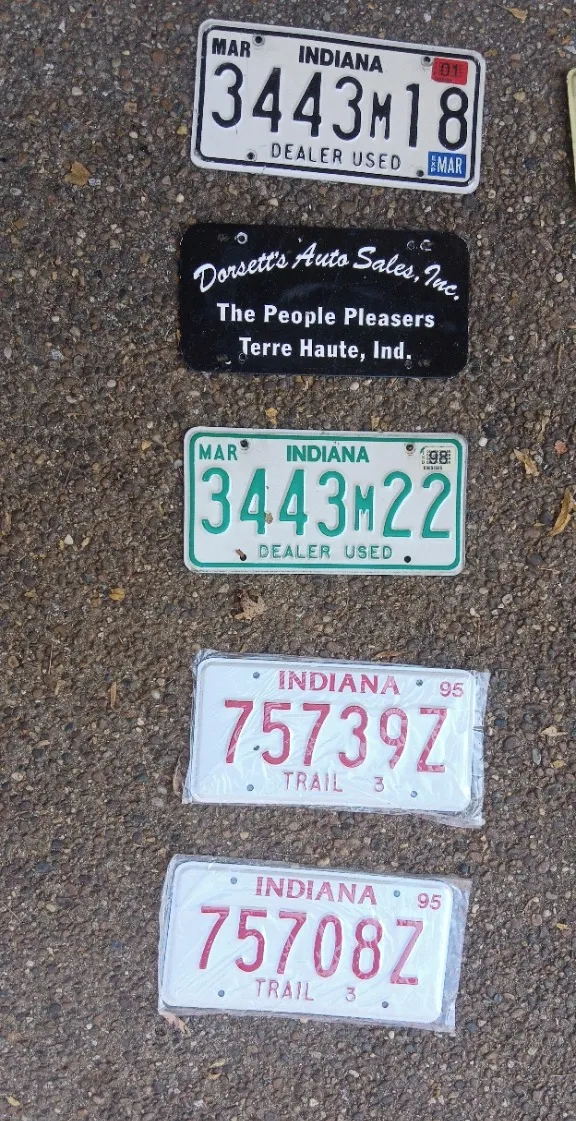 MAR INDIANA 01
3443M18
DEALER USED EXP MAR
Dorsett's Auto Sales, Inc.
The People Pleasers
Terre Haute, Ind.
MAR INDIANA 98
3443M22
DEALER USED
INDIANA 95
75739Z
TRAIL 3
INDIANA 95
75708Z
TRAIL 3